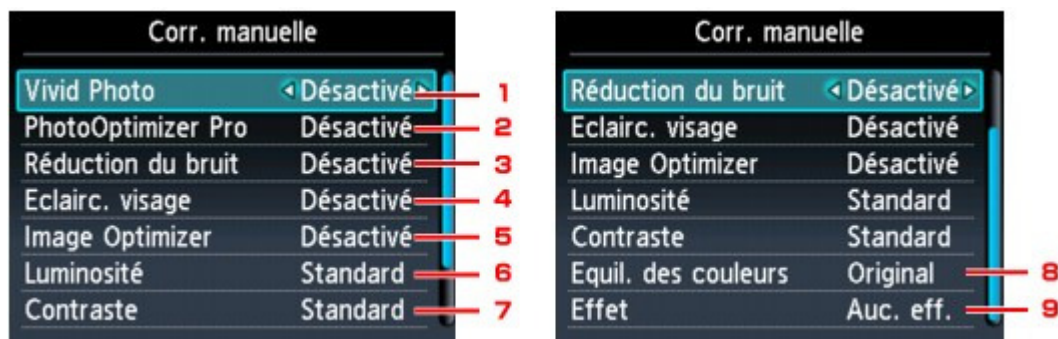 Corr. manuelle
Vivid Photo Désactivé 1
PhotoOptimizer Pro Désactivé 2
Réduction du bruit Désactivé 3
Eclairc. visage Désactivé 4
Image Optimizer Désactivé 5
Luminosité Standard 6
Contraste Standard 7
Corr. manuelle
Réduction du bruit Désactivé
Eclairc. visage Désactivé
Image Optimizer Désactivé
Luminosité Standard
Contraste Standard
Equil. des couleurs Original 8
Effet Auc. eff. 9